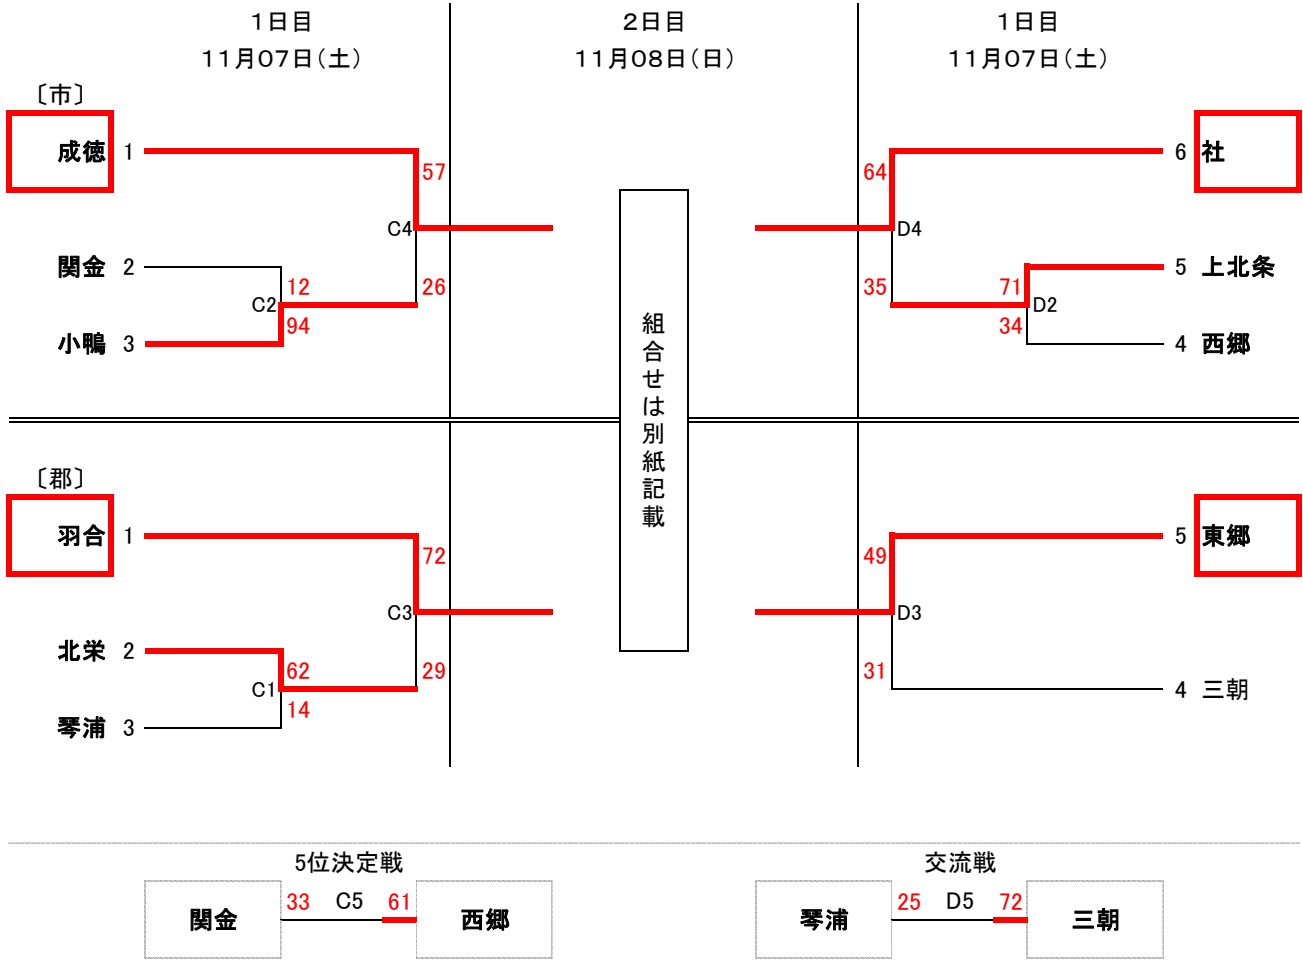 1日目
2日目
1日目
11月07日(土)
11月08日(日)
11月07日(土)
〔市〕
成徳 1
57
64
6 社
C4
D4
関金 2
12
26
35
71
5 上北条
C2
D2
小鴨 3
94
34
4 西郷
組合せは別紙記載
〔郡〕
羽合 1
72
49
5 東郷
C3
D3
北栄 2
62
29
31
C1
4 三朝
琴浦 3
14
5位決定戦
交流戦
関金 33 C5 61 西郷
琴浦 25 D5 72 三朝